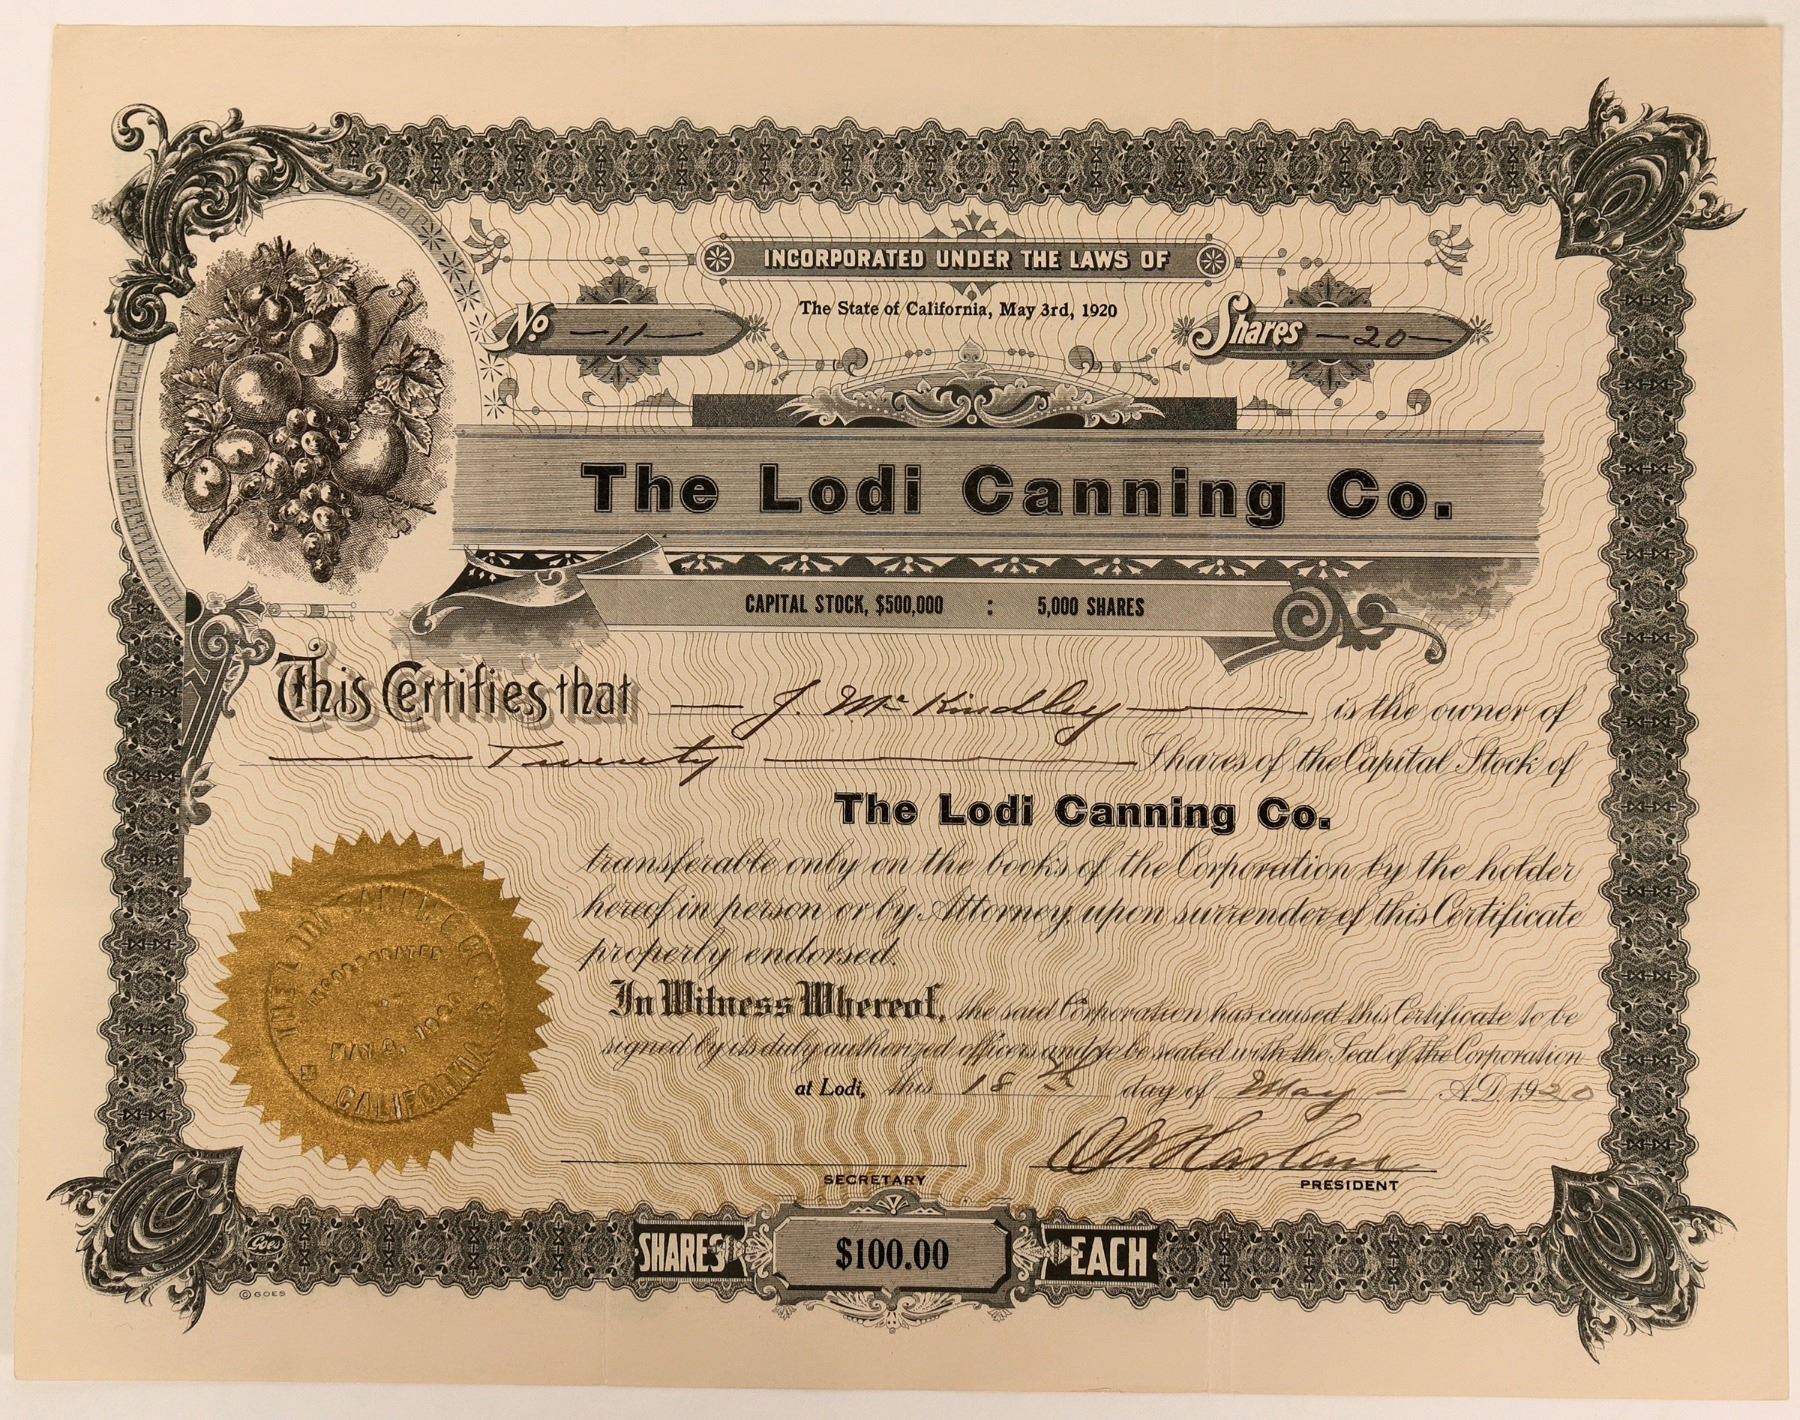 INCORPORATED UNDER THE LAWS OF
The State of California, May 3rd, 1920
No - 11 -
Shares - 20 -
The Lodi Canning Co.
CAPITAL STOCK, $500,000 : 5,000 SHARES
This Certifies that J. McKindley is the owner of
Twenty Shares of the Capital Stock of
The Lodi Canning Co.
transferable only on the books of the Corporation by the holder
hereof in person or by Attorney, upon surrender of this Certificate
properly endorsed.
In Witness Whereof, the said Corporation has caused this Certificate to be
signed by its duly authorized officers and to be sealed with the Seal of the Corporation
at Lodi, this 18th day of May - A.D. 1920
INCORPORATED
MAY 3, 1920
CALIFORNIA
SECRETARY
PRESIDENT
SHARES $100.00 EACH
Goes
© GOES